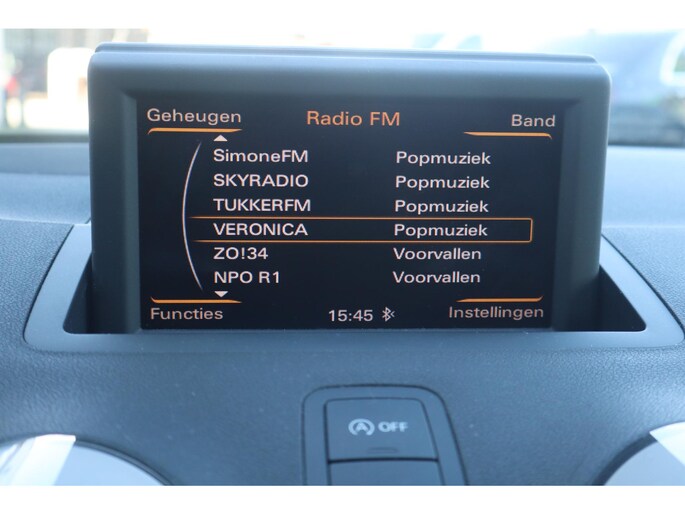 Geheugen Radio FM Band
SimoneFM Popmuziek
SKYRADIO Popmuziek
TUKKERFM Popmuziek
VERONICA Popmuziek
ZO!34 Voorvallen
NPO R1 Voorvallen
Functies 15:45 Instellingen
A OFF